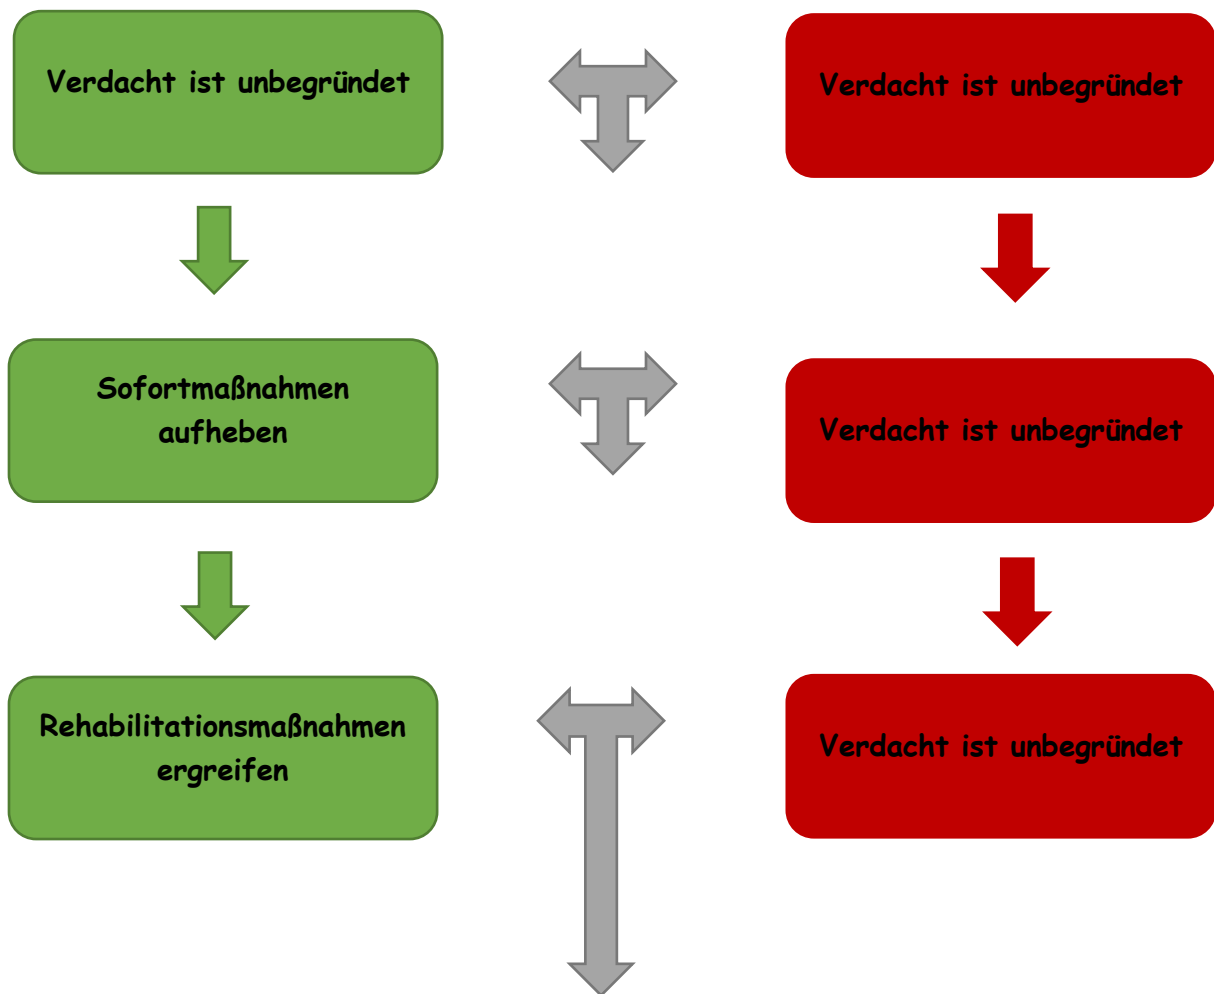 Verdacht ist unbegründet
Verdacht ist unbegründet
Sofortmaßnahmen
aufheben
Verdacht ist unbegründet
Rehabilitationsmaßnahmen
ergreifen
Verdacht ist unbegründet